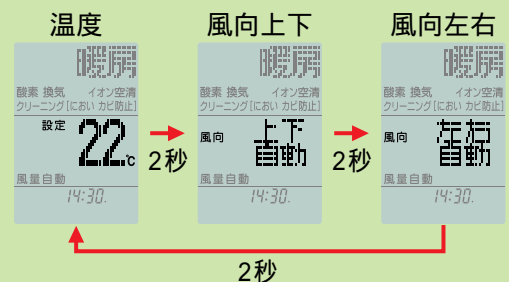 温度
暖房
酸素 換気 イオン空清
クリーニング[におい カビ防止]
設定 22℃
風量自動
14:30.
2秒
風向上下
暖房
酸素 換気 イオン空清
クリーニング[におい カビ防止]
風向 上下
自動
風量自動
14:30.
2秒
風向左右
暖房
酸素 換気 イオン空清
クリーニング[におい カビ防止]
風向 左右
自動
風量自動
14:30.
2秒